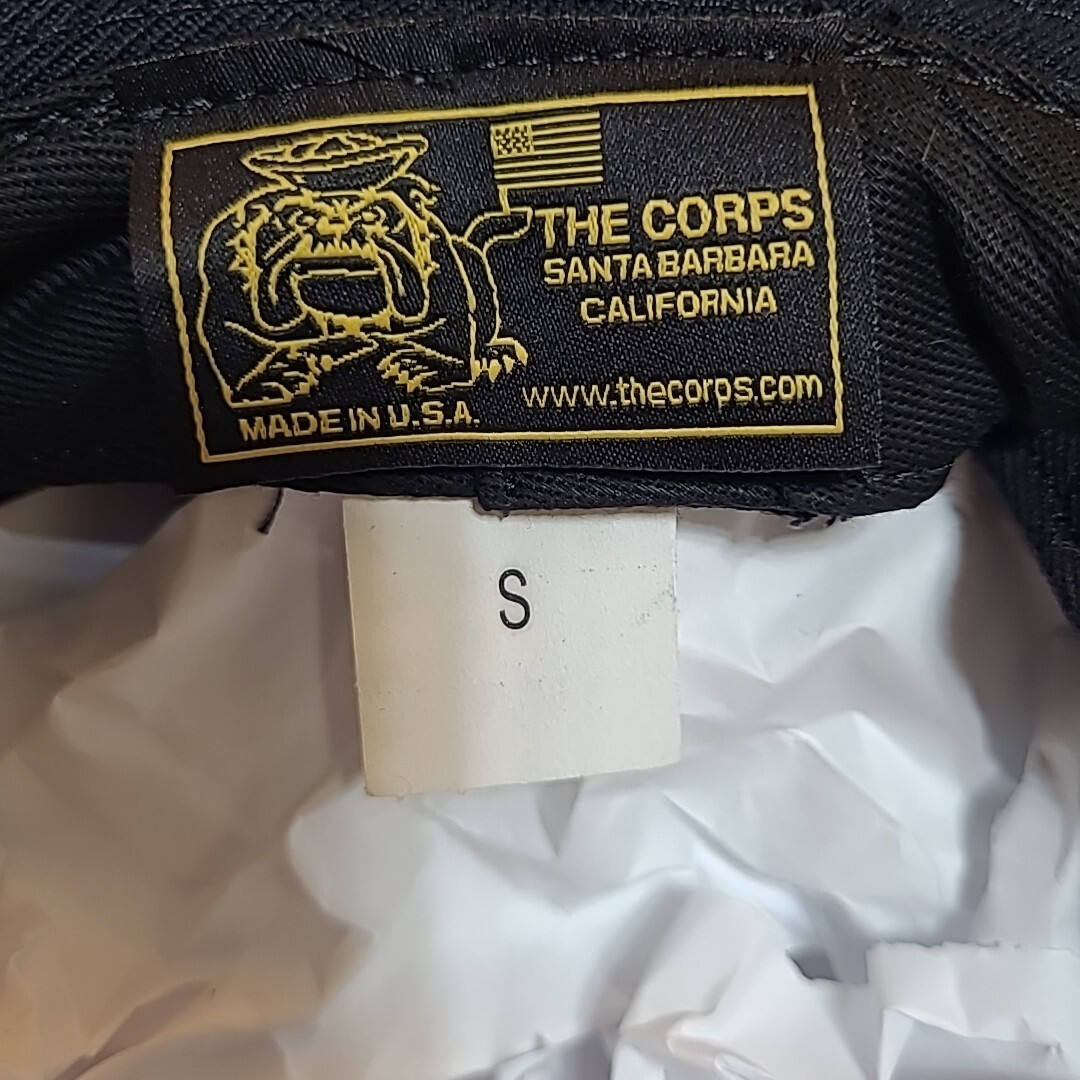 THE CORPS
SANTA BARBARA
CALIFORNIA
www.thecorps.com
MADE IN U.S.A.
S